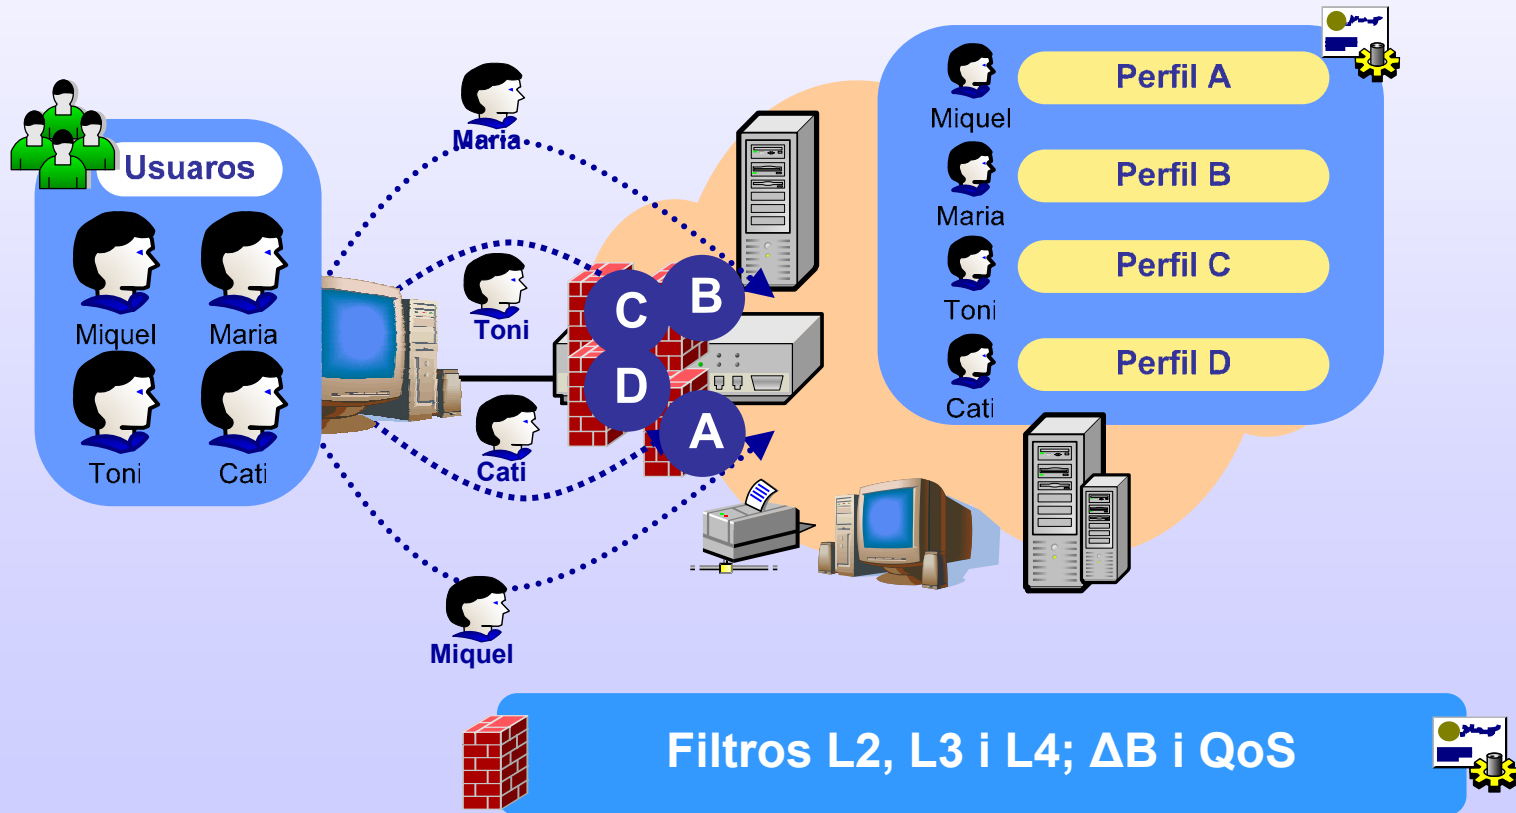 Usuaros
Miquel
Maria
Toni
Cati
Maria
Toni
Cati
Miquel
C
B
D
A
Miquel
Perfil A
Maria
Perfil B
Toni
Perfil C
Cati
Perfil D
Filtros L2, L3 i L4; ΔB i QoS